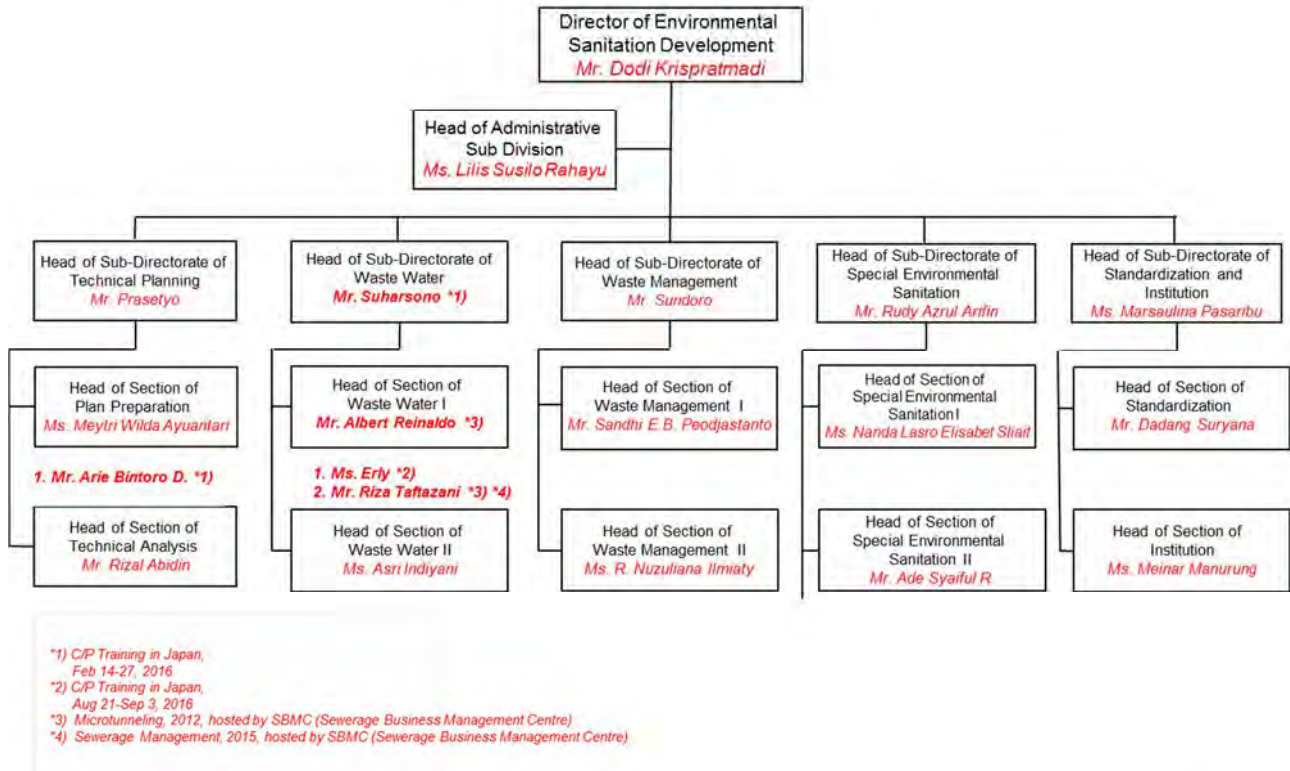 Director of Environmental
Sanitation Development
Mr. Dodi Krispratmadi
Head of Administrative
Sub Division
Ms. Lilis Susilo Rahayu
Head of Sub-Directorate of
Technical Planning
Mr. Prasetyo
Head of Sub-Directorate of
Waste Water
Mr. Suharsono *1)
Head of Sub-Directorate of
Waste Management
Mr. Sundoro
Head of Sub-Directorate of
Special Environmental
Sanitation
Mr. Rudy Azrul Arifin
Head of Sub-Directorate of
Standardization and
Institution
Ms. Marsaulina Pasaribu
Head of Section of
Plan Preparation
Ms. Meytri Wilda Ayuantari
Head of Section of
Waste Water I
Mr. Albert Reinaldo *3)
Head of Section of
Waste Management I
Mr. Sandhi E.B. Peodjastanto
Head of Section of
Special Environmental
Sanitation I
Ms. Nanda Lasro Elisabet Sliait
Head of Section of
Standardization
Mr. Dadang Suryana
1. Mr. Arie Bintoro D. *1)
1. Ms. Erly *2)
2. Mr. Riza Taftazani *3) *4)
Head of Section of
Technical Analysis
Mr. Rizal Abidin
Head of Section of
Waste Water II
Ms. Asri Indiyani
Head of Section of
Waste Management II
Ms. R. Nuzuliana Ilmiaty
Head of Section of
Special Environmental
Sanitation II
Mr. Ade Syaiful R
Head of Section of
Institution
Ms. Meinar Manurung
*1) C/P Training in Japan,
Feb 14-27, 2016
*2) C/P Training in Japan,
Aug 21-Sep 3, 2016
*3) Microtunneling, 2012, hosted by SBMC (Sewerage Business Management Centre)
*4) Sewerage Management, 2015, hosted by SBMC (Sewerage Business Management Centre)